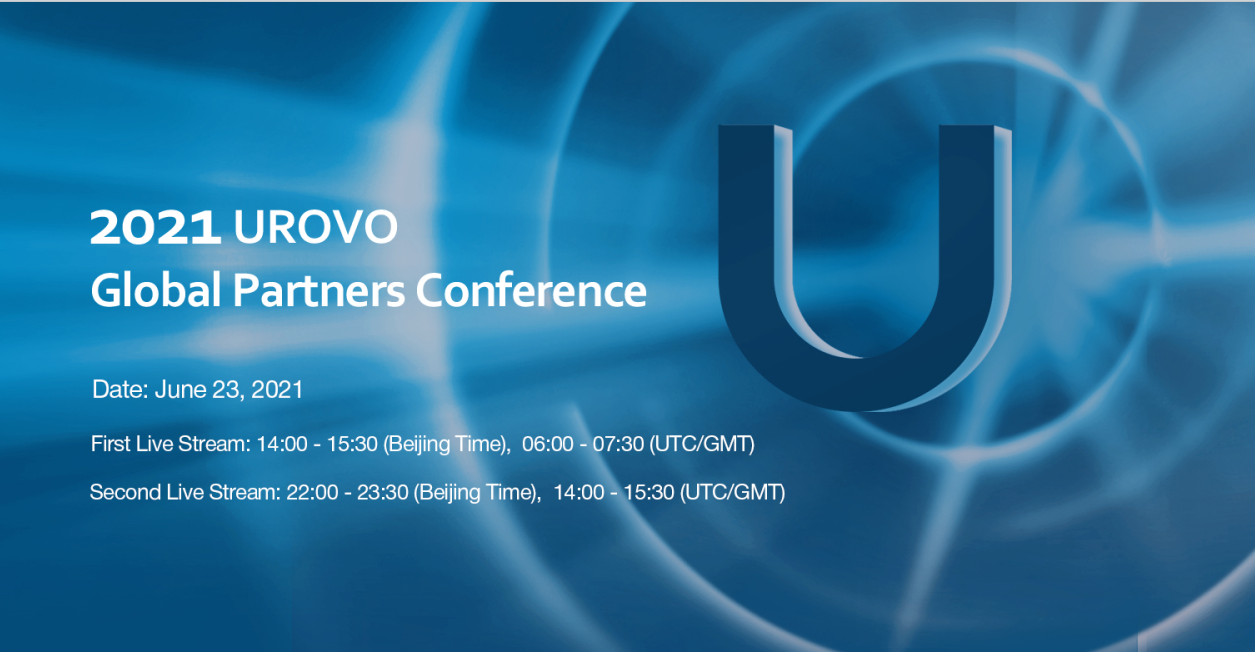 2021 UROVO
Global Partners Conference
U
Date: June 23, 2021
First Live Stream: 14:00 - 15:30 (Beijing Time),  06:00 - 07:30 (UTC/GMT)
Second Live Stream: 22:00 - 23:30 (Beijing Time),  14:00 - 15:30 (UTC/GMT)